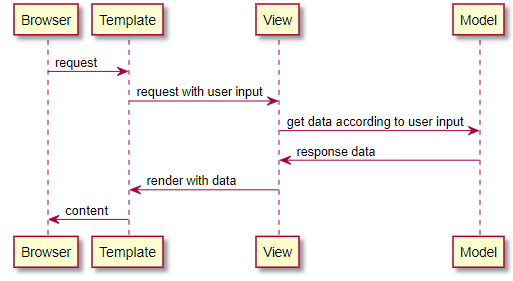 Browser Template View Model
request
request with user input
get data according to user input
response data
render with data
content
Browser Template View Model